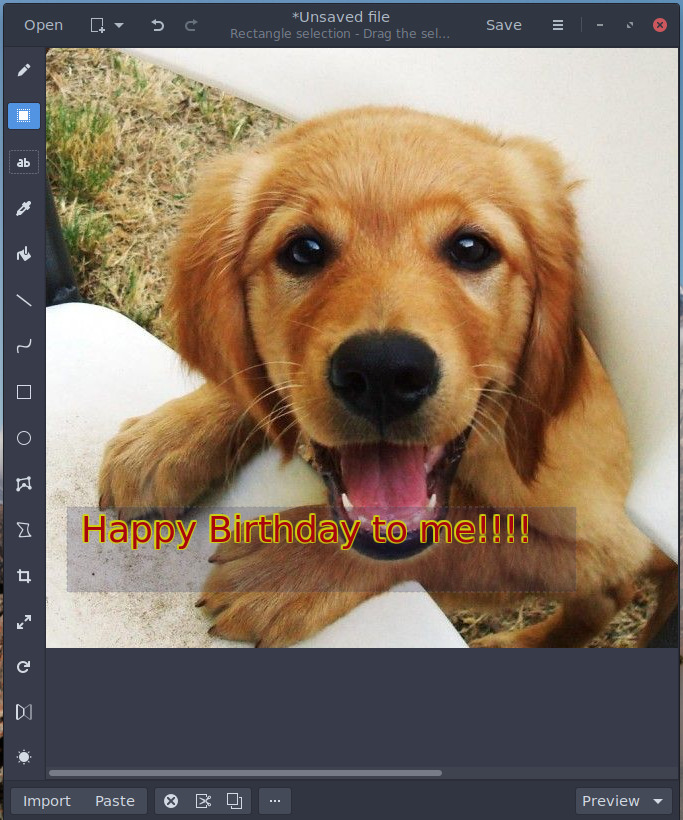 Open
*Unsaved file
Rectangle selection - Drag the sel...
Save
ab
Happy Birthday to me!!!!
Import
Paste
...
Preview